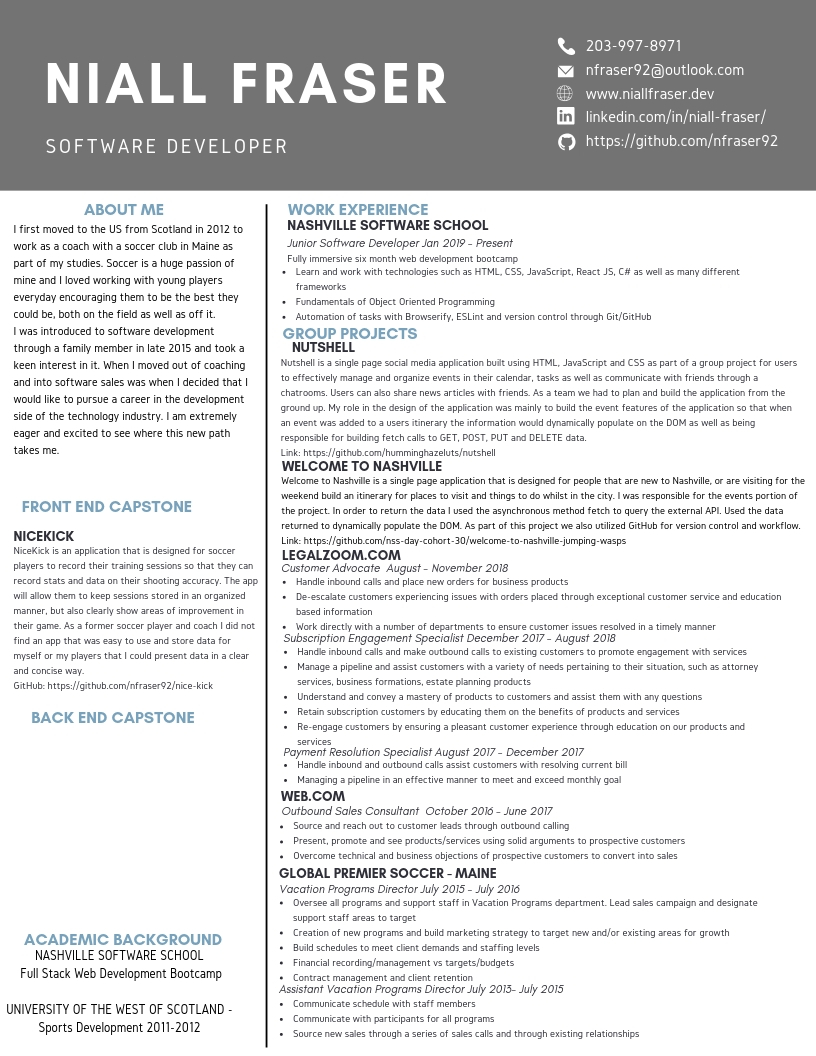 NIALL FRASER
SOFTWARE DEVELOPER
203-997-8971
nfraser92@outlook.com
www.niallfraser.dev
linkedin.com/in/niall-fraser/
https://github.com/nfraser92
ABOUT ME
I first moved to the US from Scotland in 2012 to
work as a coach with a soccer club in Maine as
part of my studies. Soccer is a huge passion of
mine and I loved working with young players
everyday encouraging them to be the best they
could be, both on the field as well as off it.
I was introduced to software development
through a family member in late 2015 and took a
keen interest in it. When I moved out of coaching
and into software sales was when I decided that I
would like to pursue a career in the development
side of the technology industry. I am extremely
eager and excited to see where this new path
takes me.
FRONT END CAPSTONE
NICEKICK
NiceKick is an application that is designed for soccer
players to record their training sessions so that they can
record stats and data on their shooting accuracy. The app
will allow them to keep sessions stored in an organized
manner, but also clearly show areas of improvement in
their game. As a former soccer player and coach I did not
find an app that was easy to use and store data for
myself or my players that I could present data in a clear
and concise way.
GitHub: https://github.com/nfraser92/nice-kick
BACK END CAPSTONE
ACADEMIC BACKGROUND
NASHVILLE SOFTWARE SCHOOL
Full Stack Web Development Bootcamp
UNIVERSITY OF THE WEST OF SCOTLAND -
Sports Development 2011-2012
WORK EXPERIENCE
NASHVILLE SOFTWARE SCHOOL
Junior Software Developer Jan 2019 - Present
Fully immersive six month web development bootcamp
• Learn and work with technologies such as HTML, CSS, JavaScript, React JS, C# as well as many different
frameworks
• Fundamentals of Object Oriented Programming
• Automation of tasks with Browserify, ESLint and version control through Git/GitHub
GROUP PROJECTS
NUTSHELL
Nutshell is a single page social media application built using HTML, JavaScript and CSS as part of a group project for users
to effectively manage and organize events in their calendar, tasks as well as communicate with friends through a
chatrooms. Users can also share news articles with friends. As a team we had to plan and build the application from the
ground up. My role in the design of the application was mainly to build the event features of the application so that when
an event was added to a users itinerary the information would dynamically populate on the DOM as well as being
responsible for building fetch calls to GET, POST, PUT and DELETE data.
Link: https://github.com/humminghazeluts/nutshell
WELCOME TO NASHVILLE
Welcome to Nashville is a single page application that is designed for people that are new to Nashville, or are visiting for the
weekend build an itinerary for places to visit and things to do whilst in the city. I was responsible for the events portion of
the project. In order to return the data I used the asynchronous method fetch to query the external API. Used the data
returned to dynamically populate the DOM. As part of this project we also utilized GitHub for version control and workflow.
Link: https://github.com/nss-day-cohort-30/welcome-to-nashville-jumping-wasps
LEGALZOOM.COM
Customer Advocate August - November 2018
• Handle inbound calls and place new orders for business products
• De-escalate customers experiencing issues with orders placed through exceptional customer service and education
based information
• Work directly with a number of departments to ensure customer issues resolved in a timely manner
Subscription Engagement Specialist December 2017 - August 2018
• Handle inbound calls and make outbound calls to existing customers to promote engagement with services
• Manage a pipeline and assist customers with a variety of needs pertaining to their situation, such as attorney
services, business formations, estate planning products
• Understand and convey a mastery of products to customers and assist them with any questions
• Retain subscription customers by educating them on the benefits of products and services
• Re-engage customers by ensuring a pleasant customer experience through education on our products and
services
Payment Resolution Specialist August 2017 - December 2017
• Handle inbound and outbound calls assist customers with resolving current bill
• Managing a pipeline in an effective manner to meet and exceed monthly goal
WEB.COM
Outbound Sales Consultant October 2016 - June 2017
• Source and reach out to customer leads through outbound calling
• Present, promote and see products/services using solid arguments to prospective customers
• Overcome technical and business objections of prospective customers to convert into sales
GLOBAL PREMIER SOCCER - MAINE
Vacation Programs Director July 2015 - July 2016
• Oversee all programs and support staff in Vacation Programs department. Lead sales campaign and designate
support staff areas to target
• Creation of new programs and build marketing strategy to target new and/or existing areas for growth
• Build schedules to meet client demands and staffing levels
• Financial recording/management vs targets/budgets
• Contract management and client retention
Assistant Vacation Programs Director July 2013- July 2015
• Communicate schedule with staff members
• Communicate with participants for all programs
• Source new sales through a series of sales calls and through existing relationships